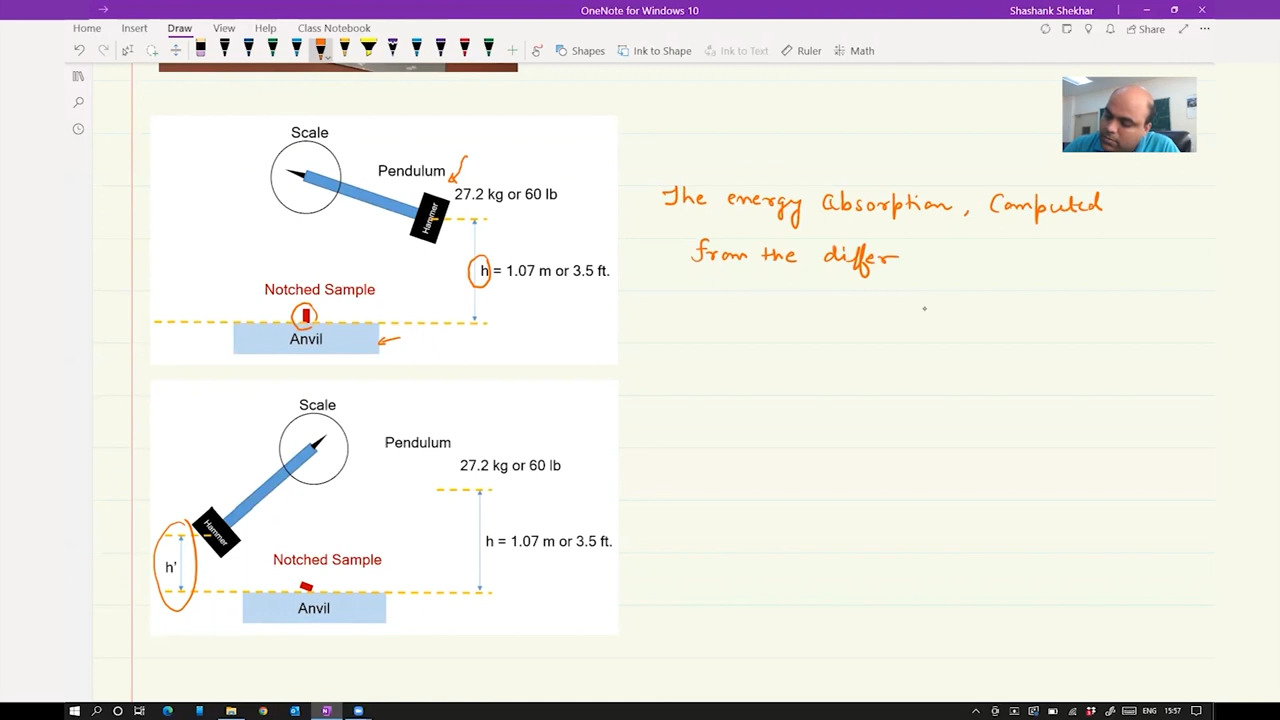 OneNote for Windows 10
Shashank Shekhar
Home
Insert
Draw
View
Help
Class Notebook
Share
Shapes
Ink to Shape
Ink to Text
Ruler
Math
Scale
Pendulum
27.2 kg or 60 lb
Hammer
h = 1.07 m or 3.5 ft.
Notched Sample
Anvil
The energy Absorption, Computed
from the differ
Scale
Pendulum
27.2 kg or 60 lb
Hammer
h'
h = 1.07 m or 3.5 ft.
Notched Sample
Anvil
ENG
15:57